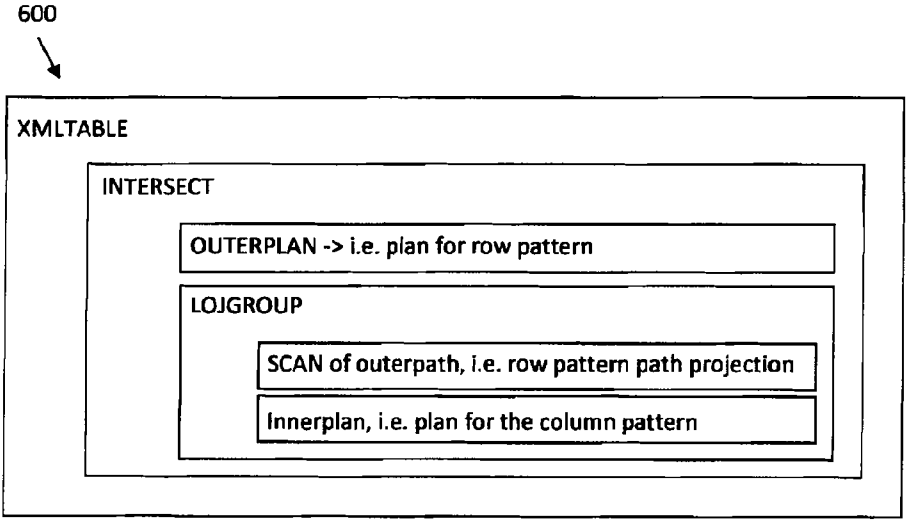 600
XMLTABLE
INTERSECT
OUTERPLAN -> i.e. plan for row pattern
LOJGROUP
SCAN of outerpath, i.e. row pattern path projection
Innerplan, i.e. plan for the column pattern